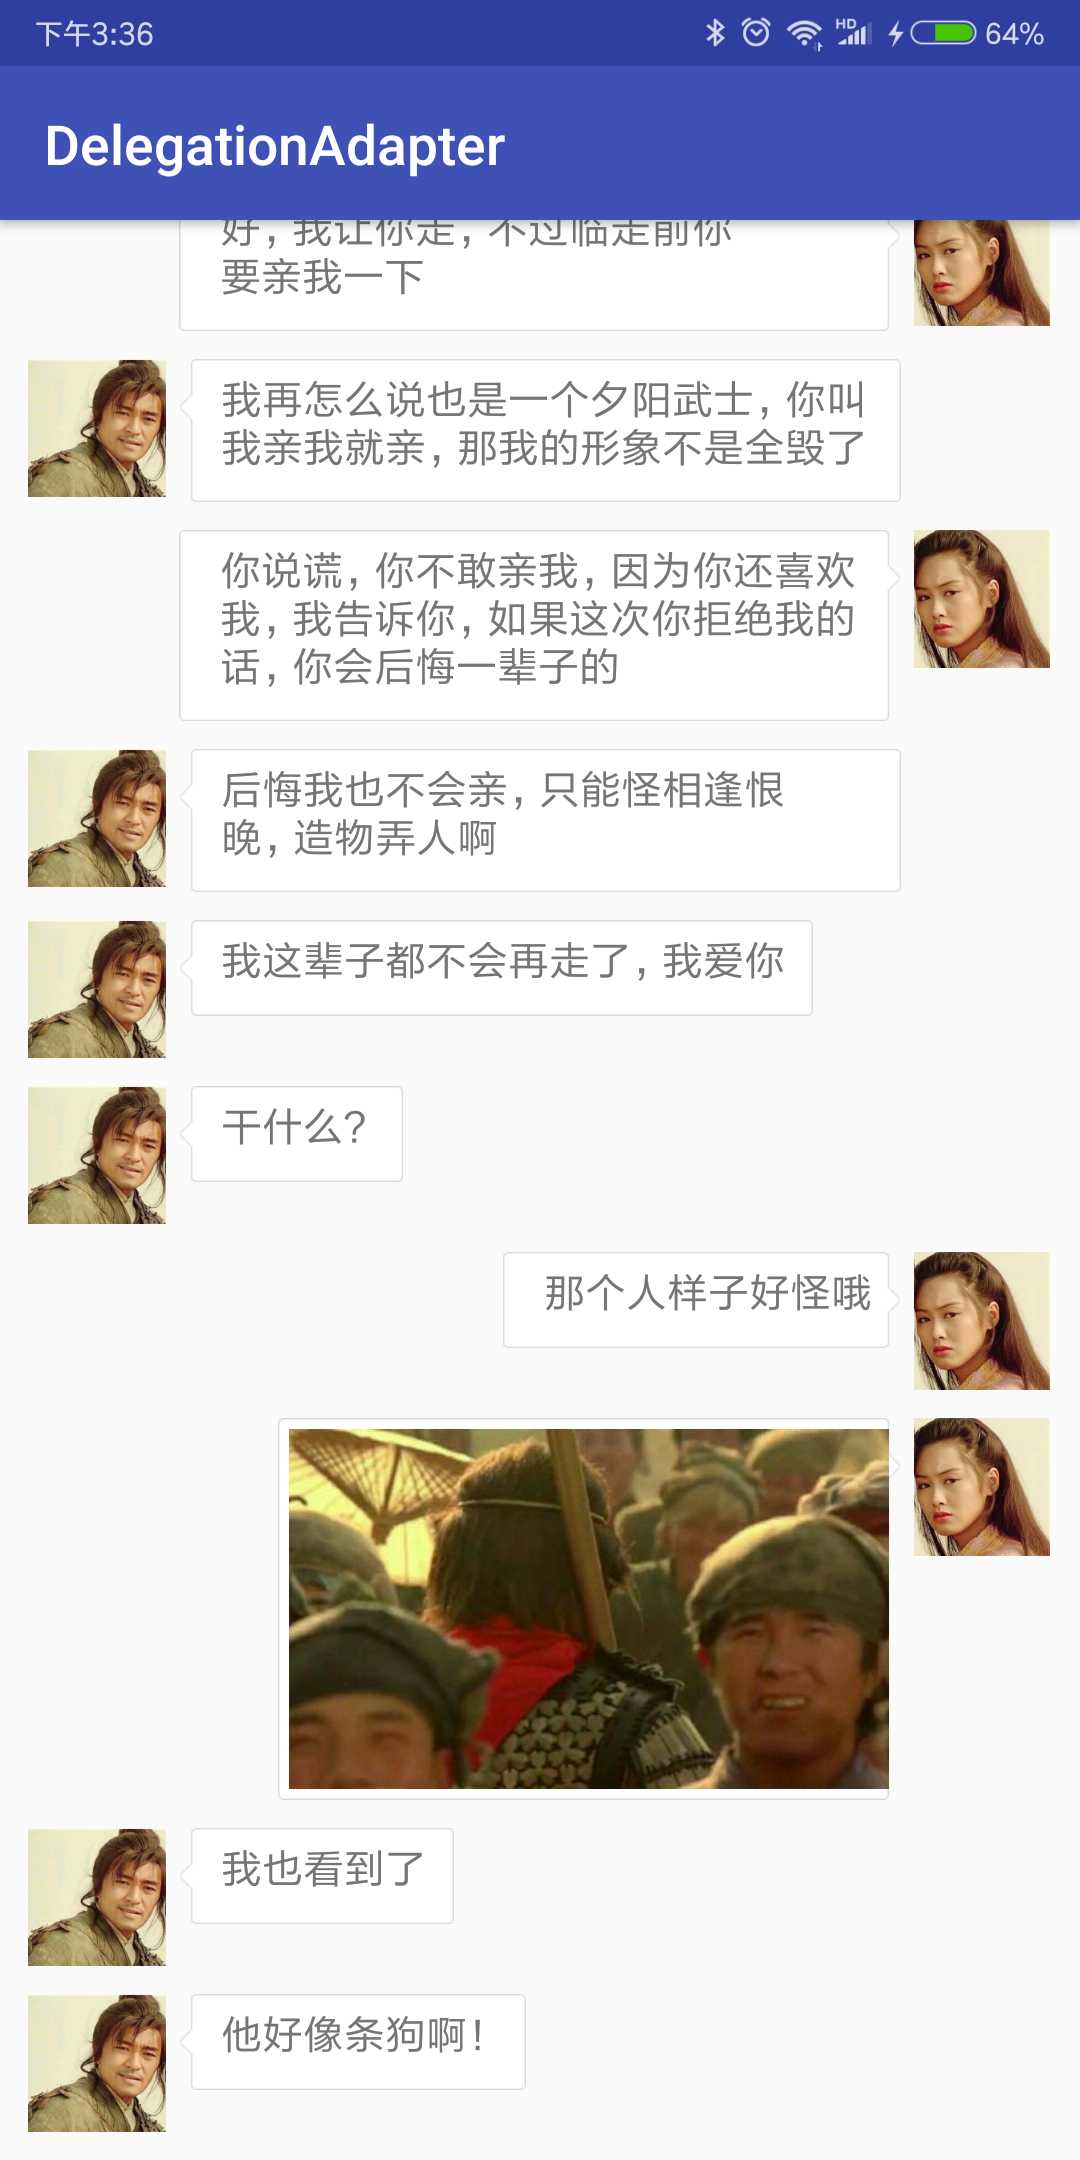 下午3:36
HD
64%
DelegationAdapter
好，我让你走，不过临走前你
要亲我一下
我再怎么说也是一个夕阳武士，你叫
我亲我就亲，那我的形象不是全毁了
你说谎，你不敢亲我，因为你还喜欢
我，我告诉你，如果这次你拒绝我的
话，你会后悔一辈子的
后悔我也不会亲，只能怪相逢恨
晚，造物弄人啊
我这辈子都不会再走了，我爱你
干什么？
那个人样子好怪哦
我也看到了
他好像条狗啊！